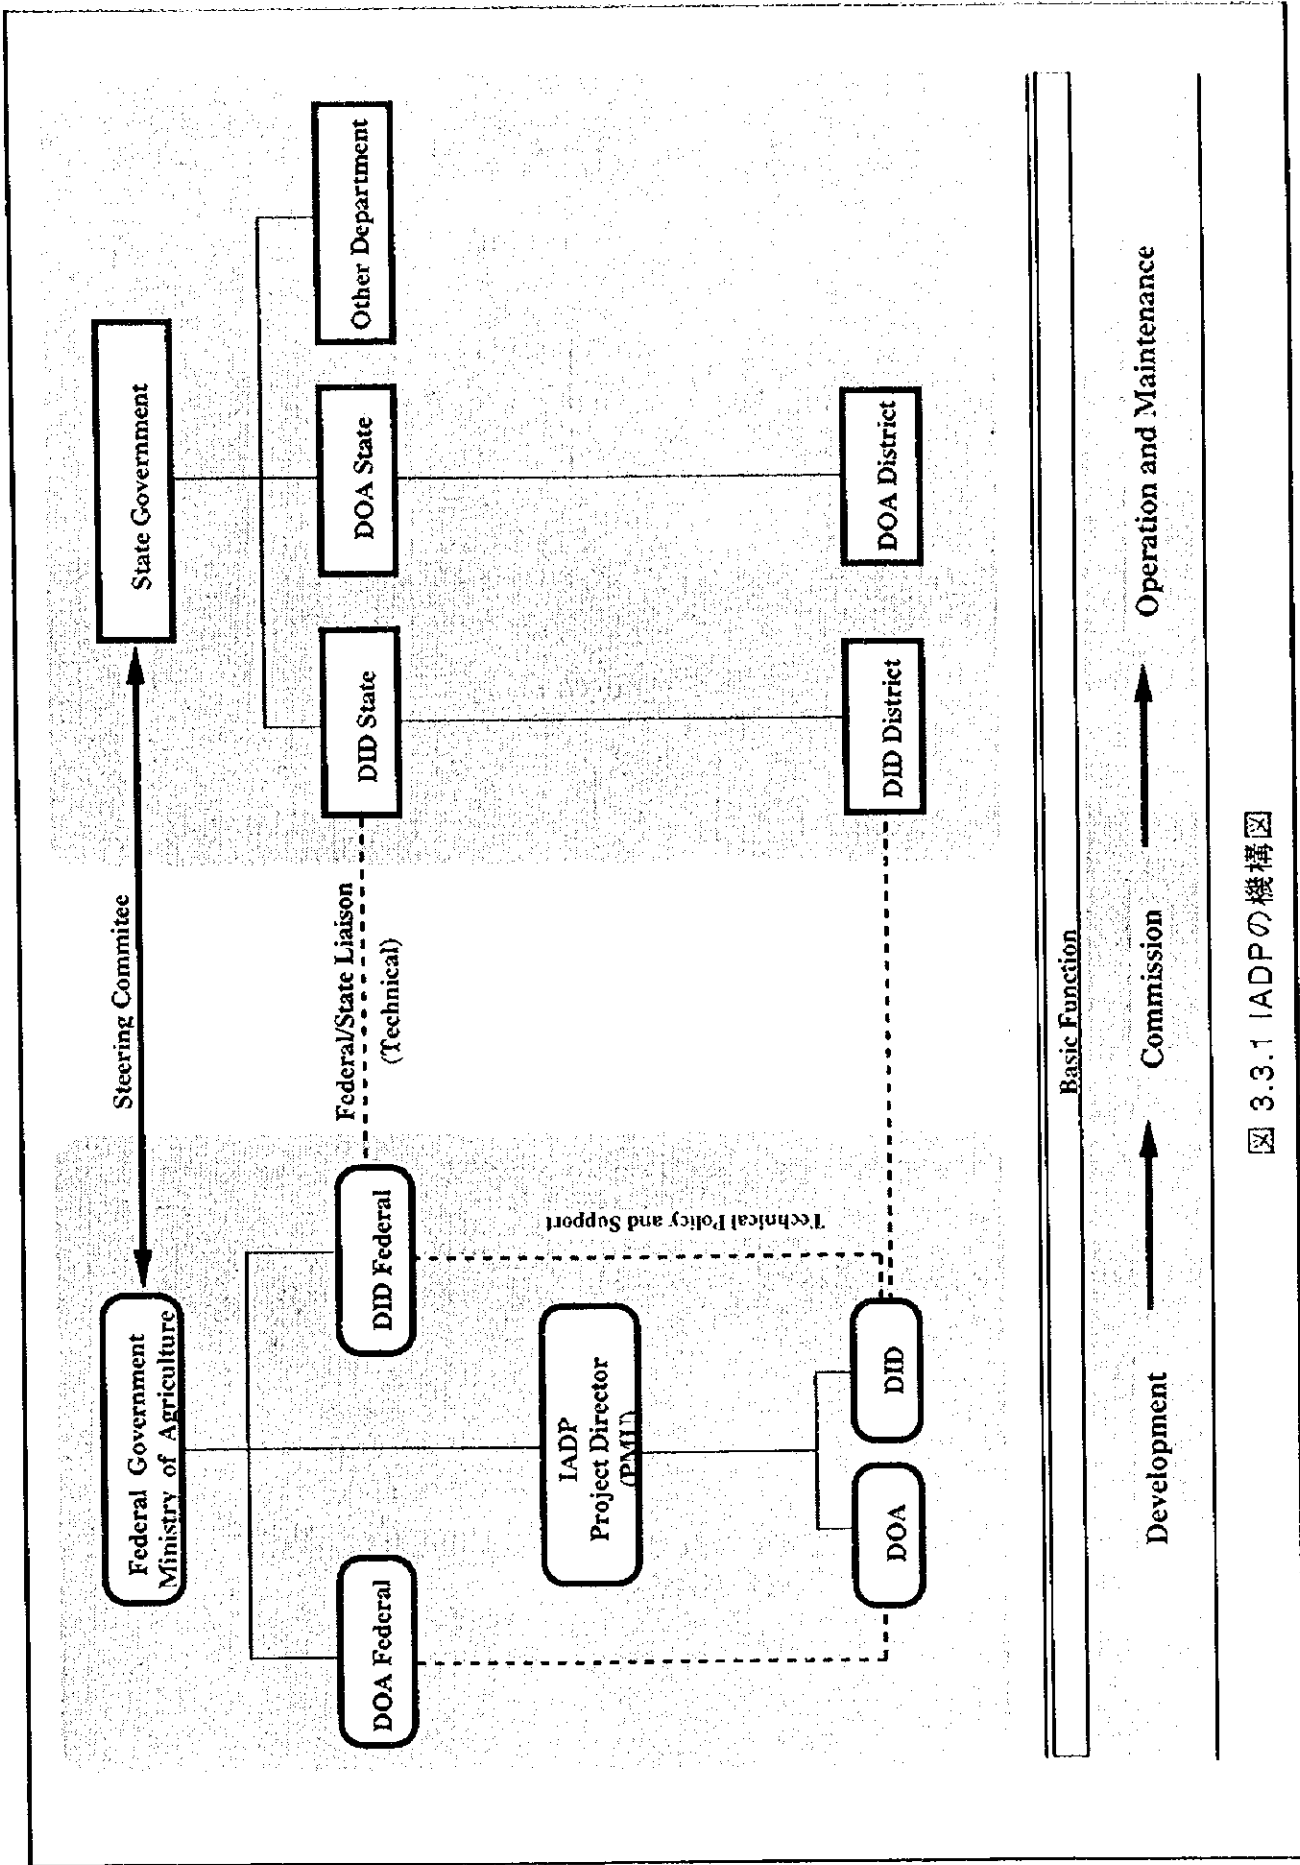 Federal Government
Ministry of Agriculture
Steering Commitee
State Government
DOA Federal
DID Federal
Federal/State Liaison
(Technical)
DID State
DOA State
Other Department
IADP
Project Director
(PMU)
Technical Policy and Support
DOA
DID
DID District
DOA District
Basic Function
Development
Commission
Operation and Maintenance
図 3.3.1 IADPの機構図